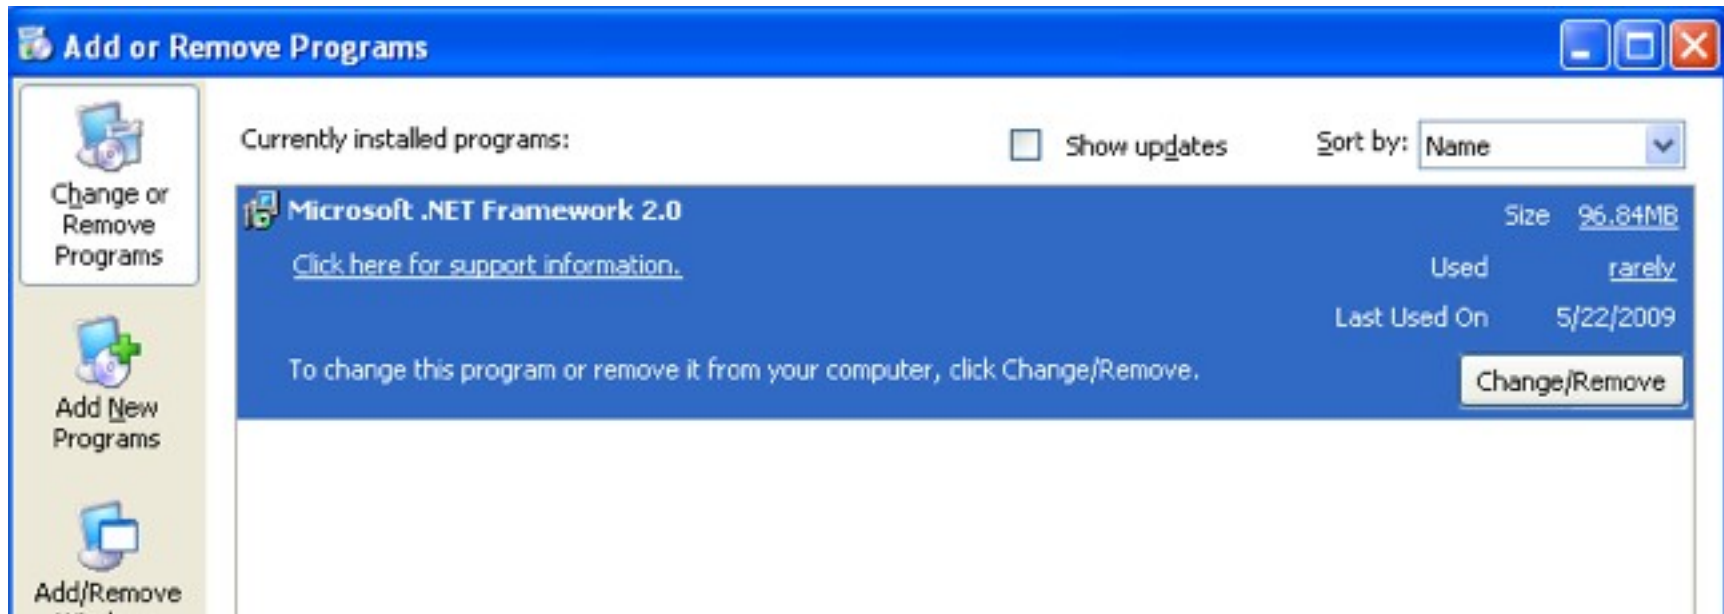 Add or Remove Programs
Change or
Remove
Programs
Add New
Programs
Add/Remove
Currently installed programs:
Show updates
Sort by: Name
Microsoft .NET Framework 2.0
Size 96.84MB
Click here for support information.
Used rarely
Last Used On 5/22/2009
To change this program or remove it from your computer, click Change/Remove.
Change/Remove